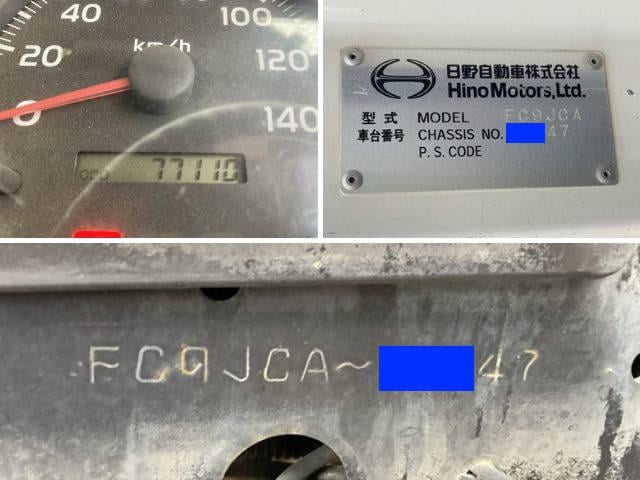 40 100
20 km/h 120
0 140
ODO 77110
日野自動車株式会社
Hino Motors, Ltd.
型式 MODEL FC9JCA
車台番号 CHASSIS NO. 47
P.S. CODE
FC9JCA~ 47